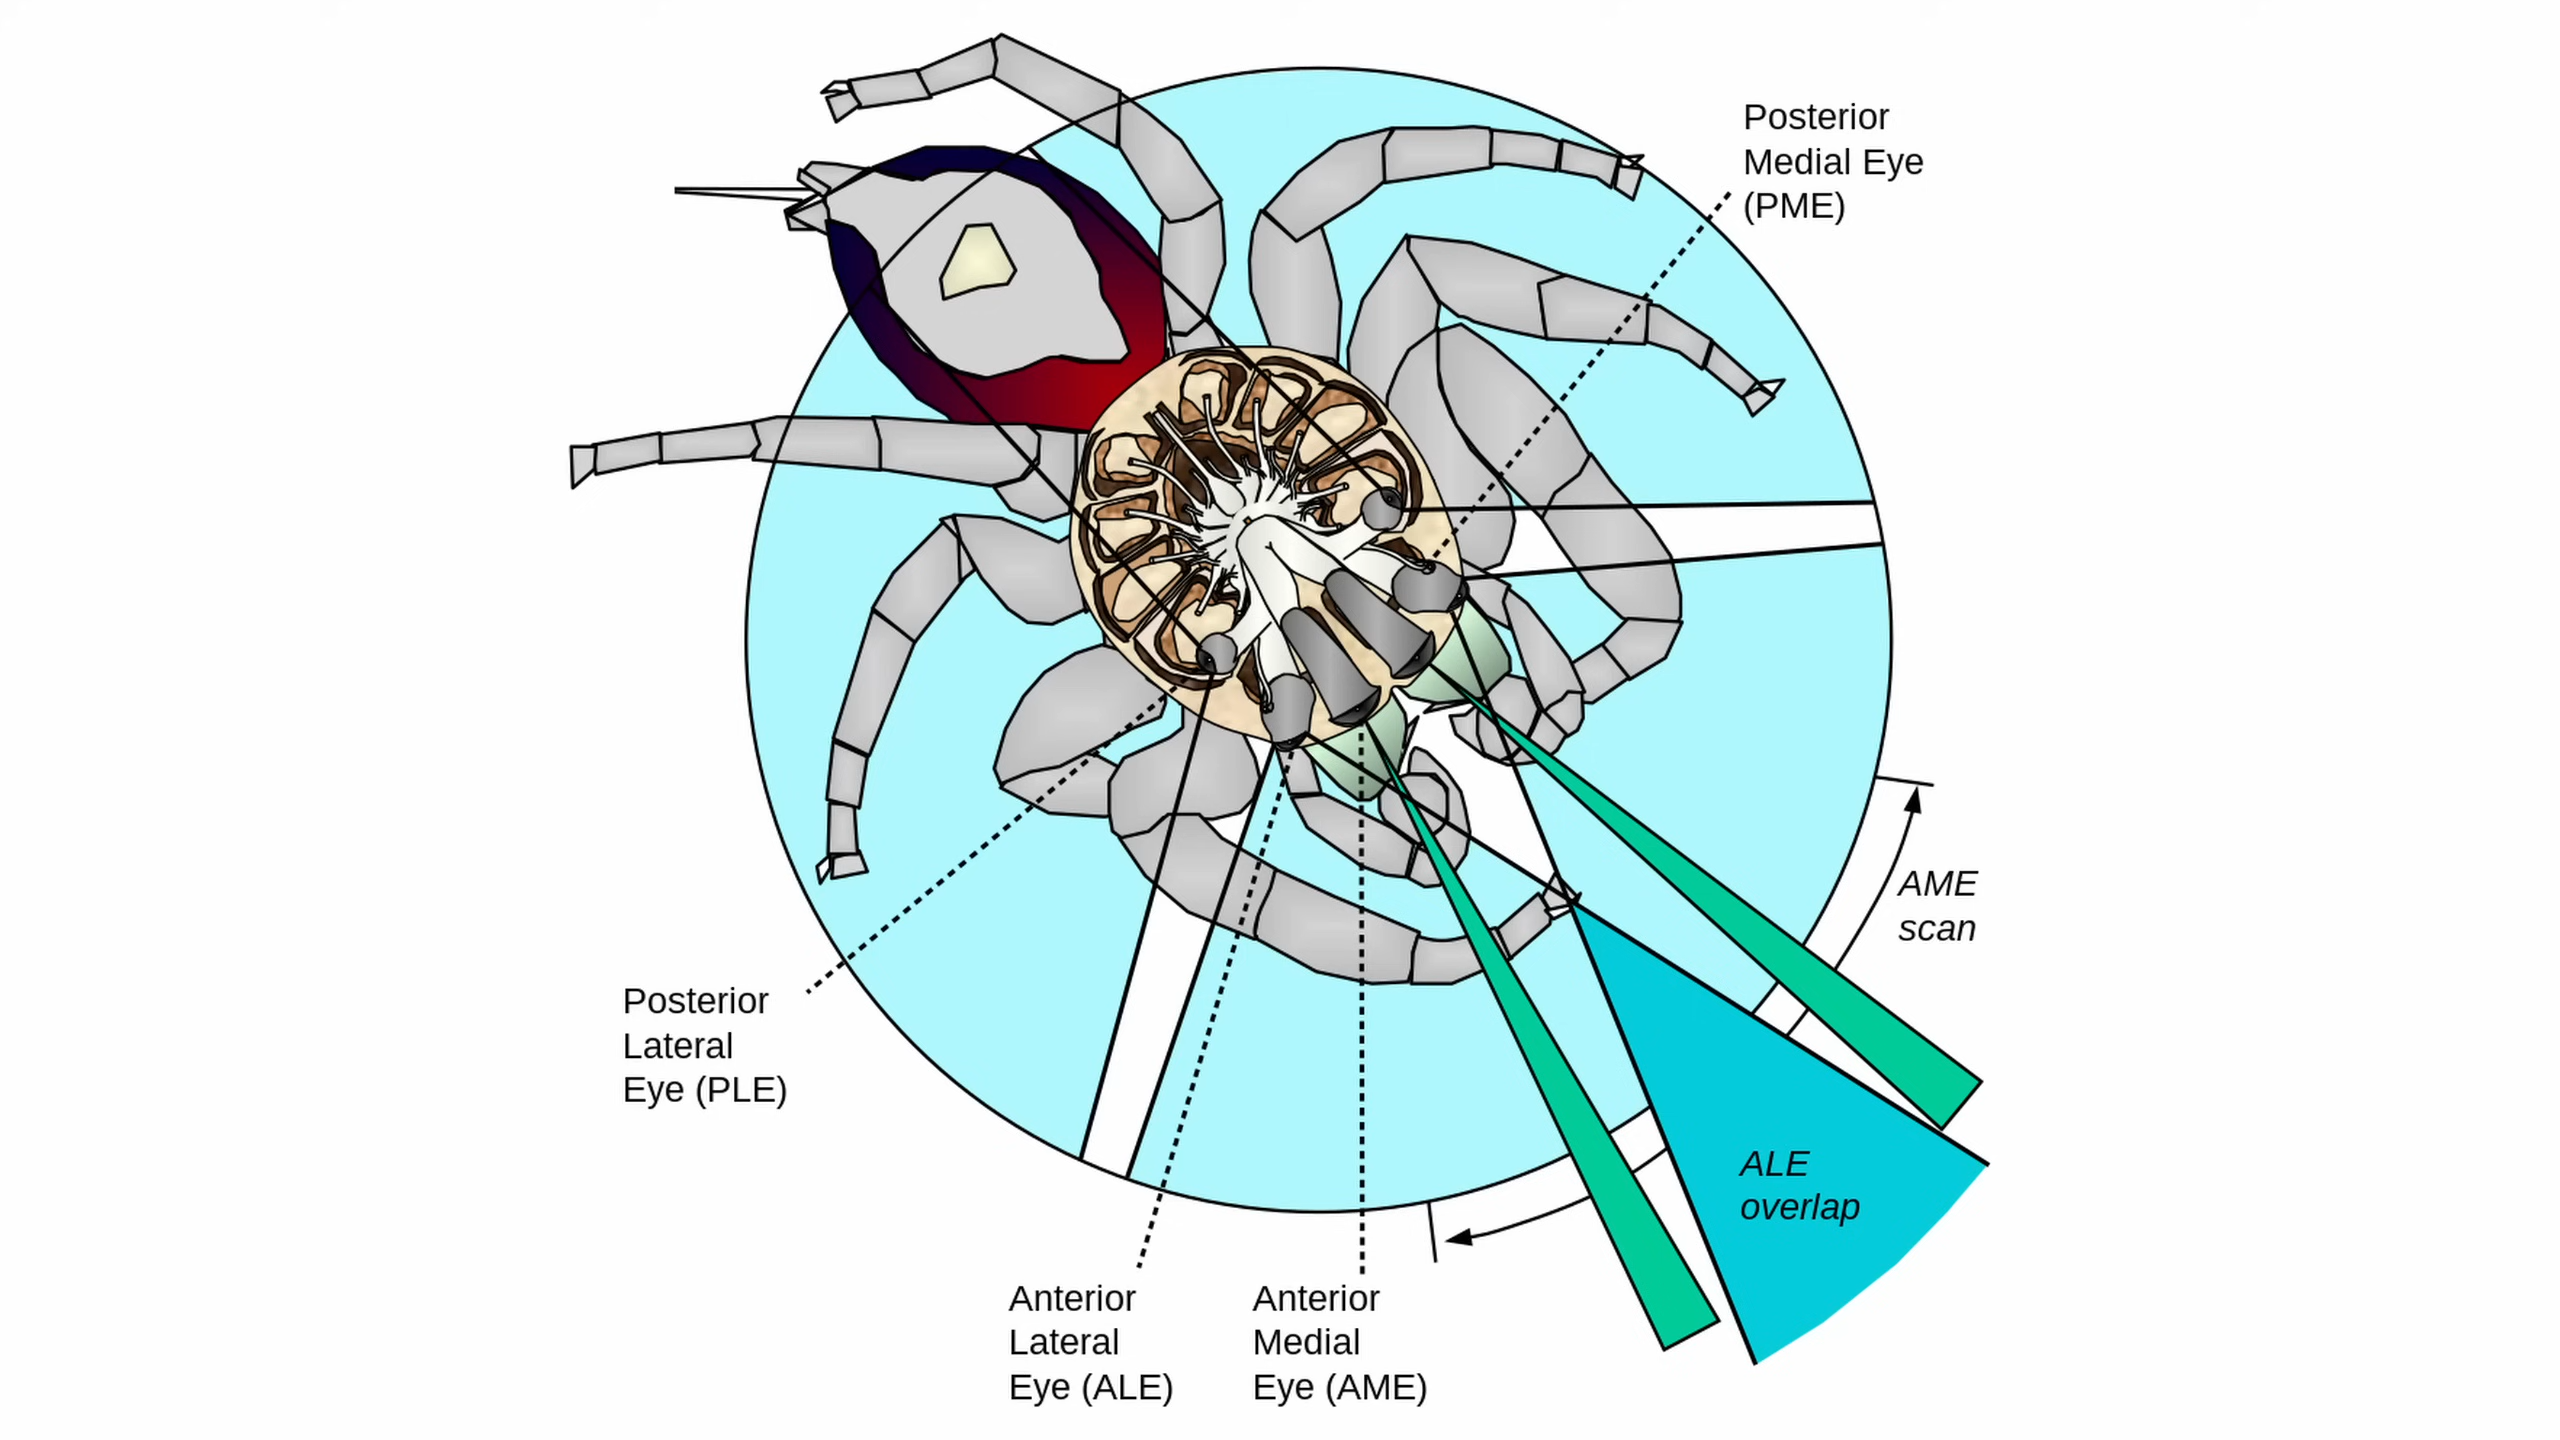 Posterior
Medial Eye
(PME)
AME
scan
Posterior
Lateral
Eye (PLE)
ALE
overlap
Anterior
Lateral
Eye (ALE)
Anterior
Medial
Eye (AME)